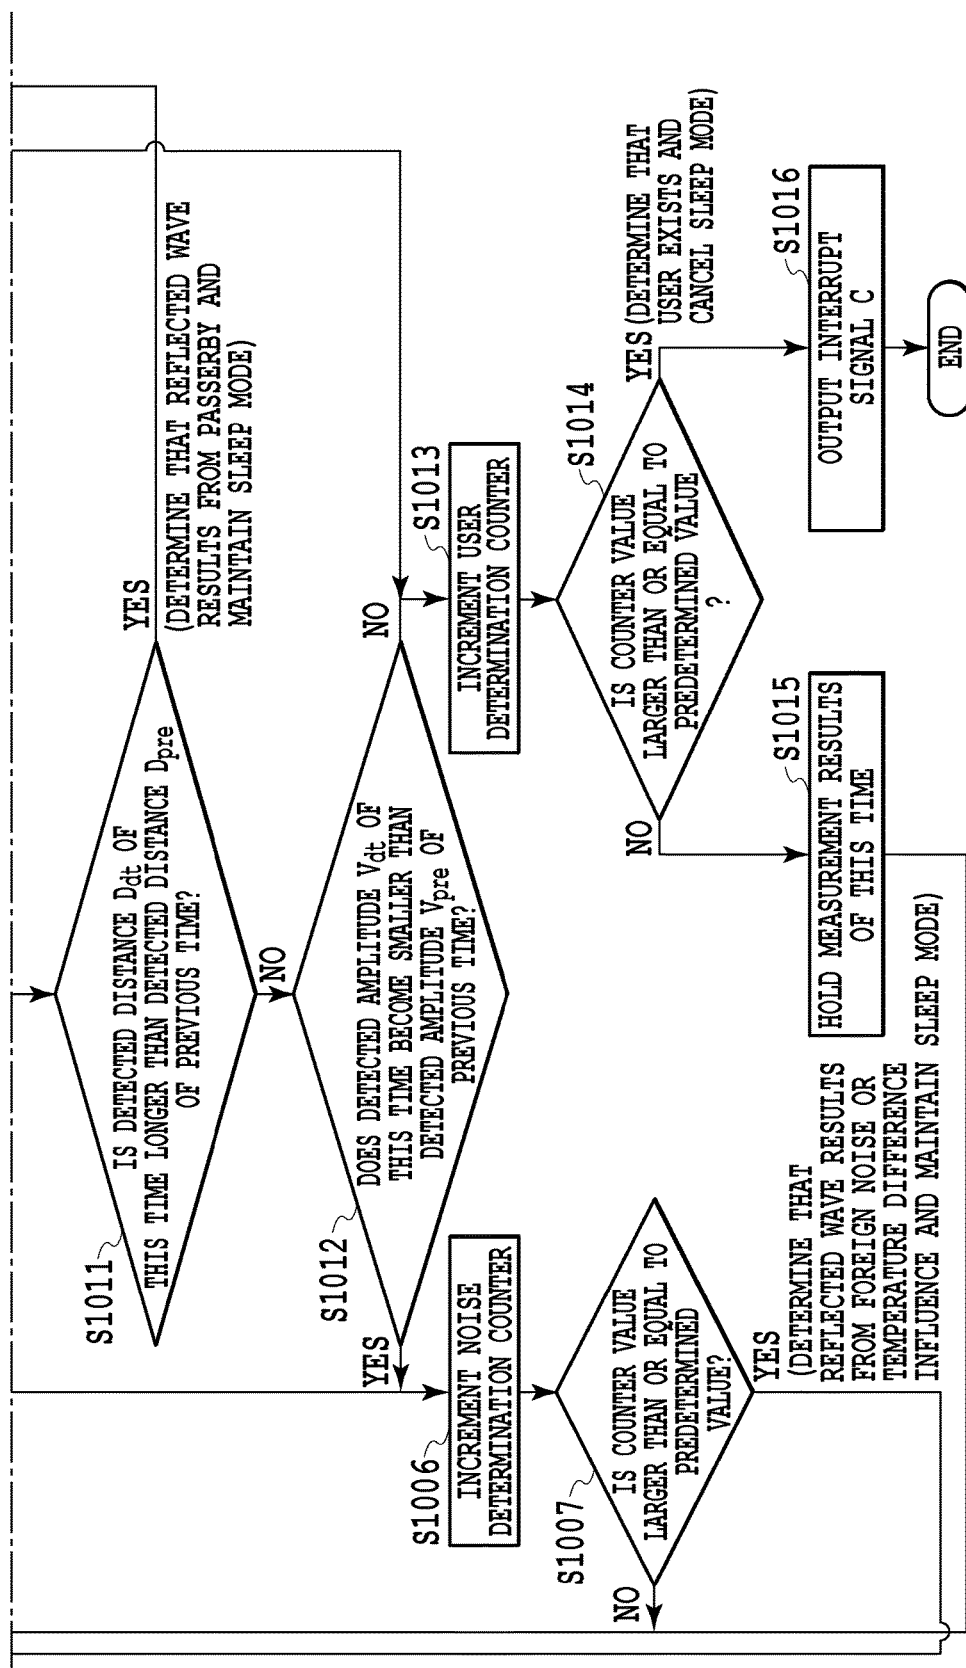 S1011
IS DETECTED DISTANCE Ddt OF
THIS TIME LONGER THAN DETECTED DISTANCE Dpre
OF PREVIOUS TIME?
YES
(DETERMINE THAT REFLECTED WAVE
RESULTS FROM PASSERBY AND
MAINTAIN SLEEP MODE)
NO
S1012
DOES DETECTED AMPLITUDE Vdt OF
THIS TIME BECOME SMALLER THAN
DETECTED AMPLITUDE Vpre OF
PREVIOUS TIME?
YES
NO
S1006
INCREMENT NOISE
DETERMINATION COUNTER
S1013
INCREMENT USER
DETERMINATION COUNTER
S1007
IS COUNTER VALUE
LARGER THAN OR EQUAL TO
PREDETERMINED
VALUE?
NO
YES
(DETERMINE THAT
REFLECTED WAVE RESULTS
FROM FOREIGN NOISE OR
TEMPERATURE DIFFERENCE
INFLUENCE AND MAINTAIN SLEEP MODE)
S1014
IS COUNTER VALUE
LARGER THAN OR EQUAL TO
PREDETERMINED VALUE
?
NO
YES (DETERMINE THAT
USER EXISTS AND
CANCEL SLEEP MODE)
S1015
HOLD MEASUREMENT RESULTS
OF THIS TIME
S1016
OUTPUT INTERRUPT
SIGNAL C
END